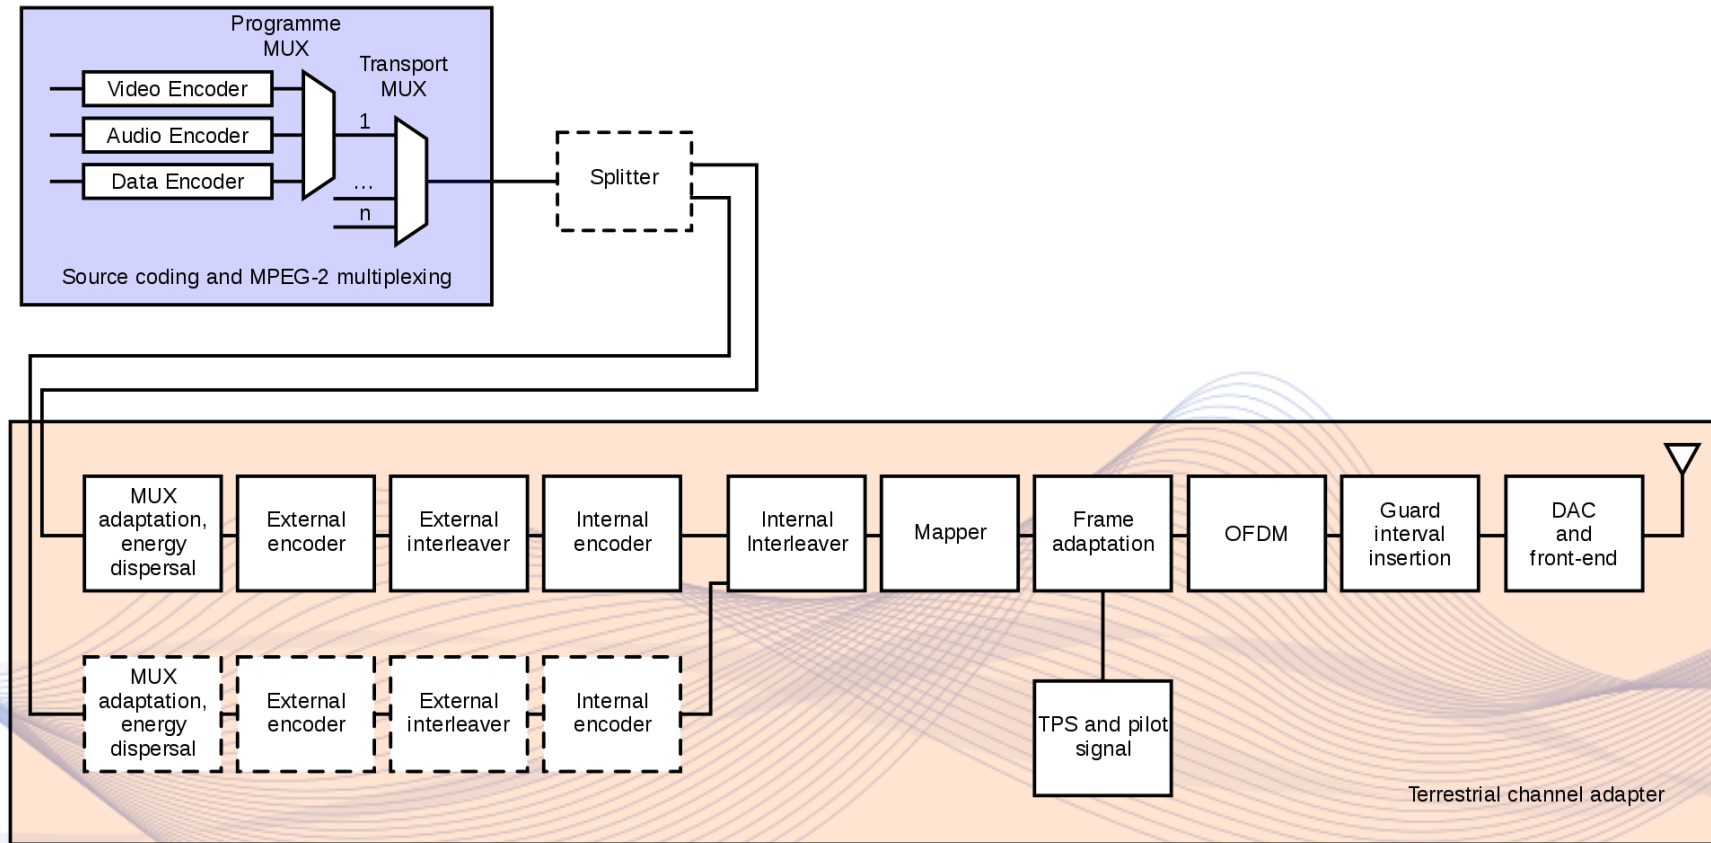 Programme
MUX
Transport
MUX
Video Encoder
Audio Encoder
Data Encoder
1
...
n
Source coding and MPEG-2 multiplexing
Splitter
MUX
adaptation,
energy
dispersal
External
encoder
External
interleaver
Internal
encoder
Internal
Interleaver
Mapper
Frame
adaptation
OFDM
Guard
interval
insertion
DAC
and
front-end
MUX
adaptation,
energy
dispersal
External
encoder
External
interleaver
Internal
encoder
TPS and pilot
signal
Terrestrial channel adapter